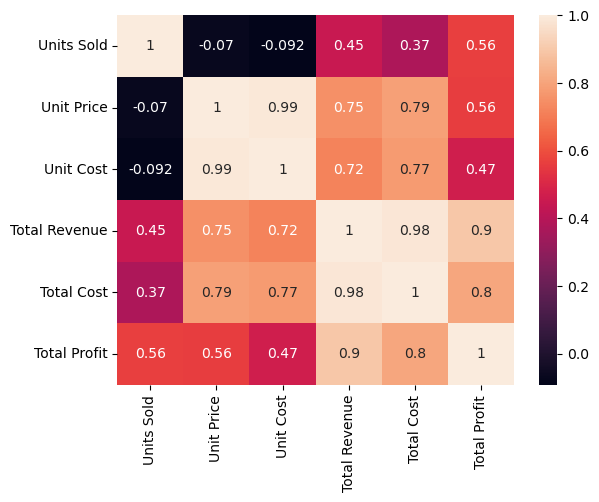 Units Sold 1 -0.07 -0.092 0.45 0.37 0.56
Unit Price -0.07 1 0.99 0.75 0.79 0.56
Unit Cost -0.092 0.99 1 0.72 0.77 0.47
Total Revenue 0.45 0.75 0.72 1 0.98 0.9
Total Cost 0.37 0.79 0.77 0.98 1 0.8
Total Profit 0.56 0.56 0.47 0.9 0.8 1
Units Sold
Unit Price
Unit Cost
Total Revenue
Total Cost
Total Profit
1.0
0.8
0.6
0.4
0.2
0.0